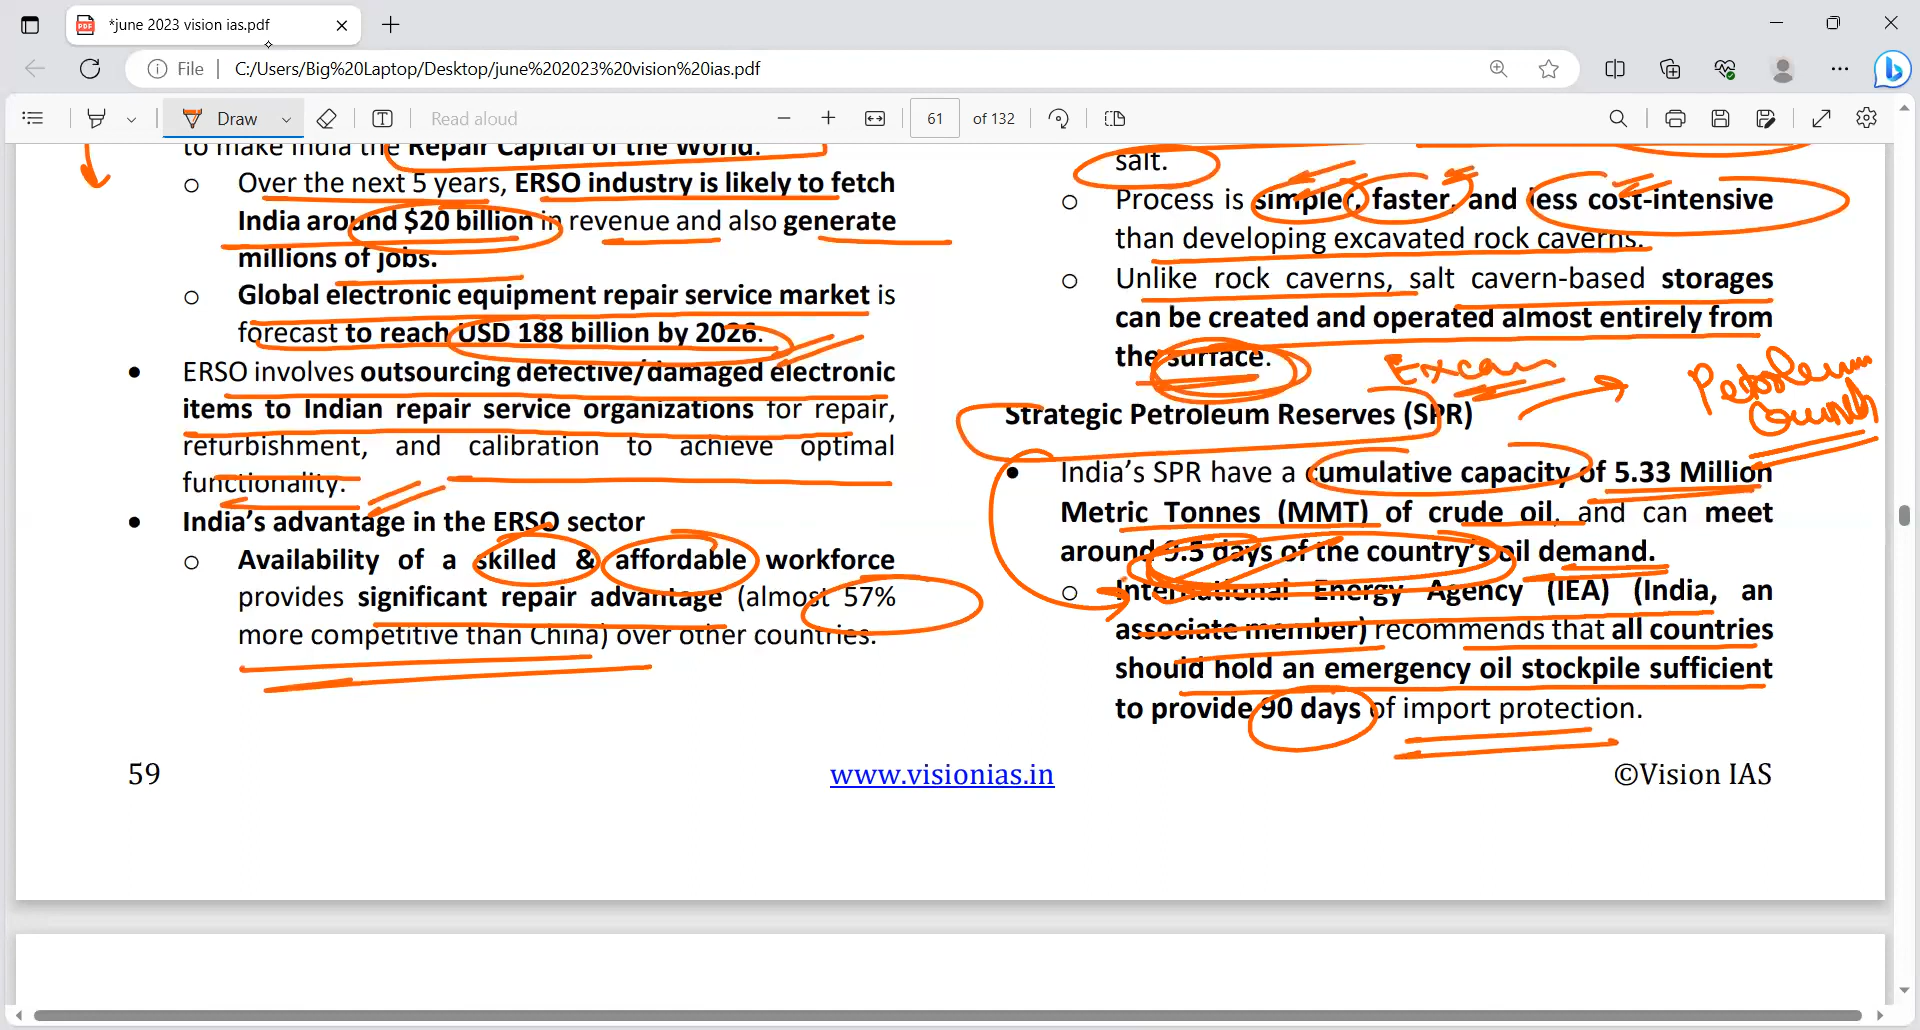 *june 2023 vision ias.pdf
File
C:/Users/Big%20Laptop/Desktop/june%202023%20vision%20ias.pdf
Draw
Read aloud
61
of 132
to make India the Repair Capital of the World.
o Over the next 5 years, ERSO industry is likely to fetch
India around $20 billion in revenue and also generate
millions of jobs.
o Global electronic equipment repair service market is
forecast to reach USD 188 billion by 2026.
• ERSO involves outsourcing defective/damaged electronic
items to Indian repair service organizations for repair,
refurbishment, and calibration to achieve optimal
functionality.
• India's advantage in the ERSO sector
o Availability of a skilled & affordable workforce
provides significant repair advantage (almost 57%
more competitive than China) over other countries.
salt.
o Process is simpler, faster, and less cost-intensive
than developing excavated rock caverns.
o Unlike rock caverns, salt cavern-based storages
can be created and operated almost entirely from
the surface.
Petroleum
Strategic Petroleum Reserves (SPR)
• India's SPR have a cumulative capacity of 5.33 Million
Metric Tonnes (MMT) of crude oil, and can meet
around 9.5 days of the country's oil demand.
o International Energy Agency (IEA) (India, an
associate member) recommends that all countries
should hold an emergency oil stockpile sufficient
to provide 90 days of import protection.
59
www.visionias.in
©Vision IAS